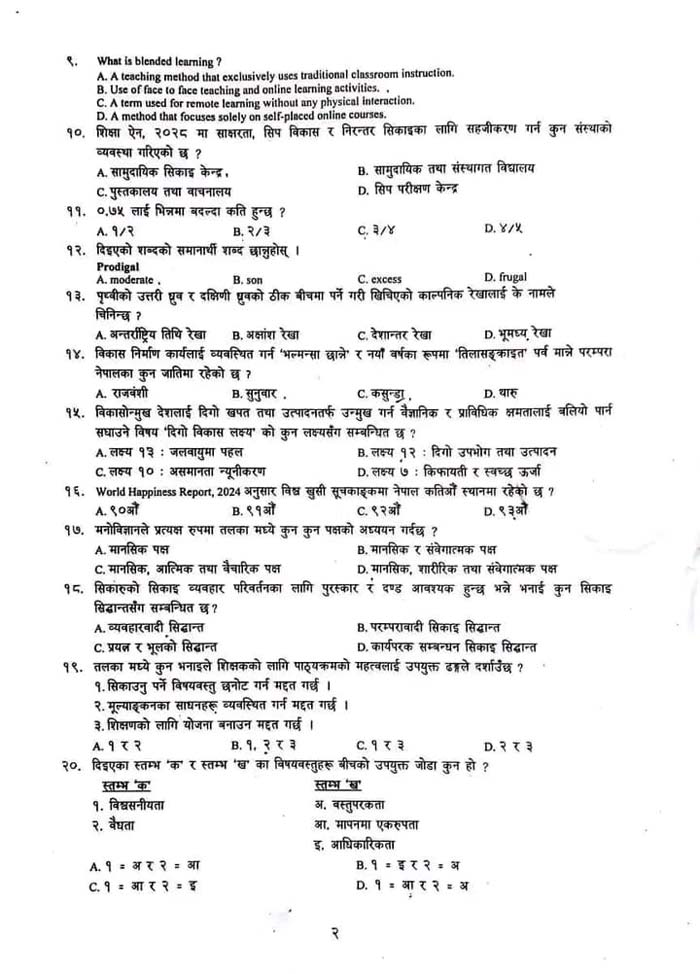 ९. What is blended learning ?
A. A teaching method that exclusively uses traditional classroom instruction.
B. Use of face to face teaching and online learning activities. .
C. A term used for remote learning without any physical interaction.
D. A method that focuses solely on self-placed online courses.
१०. शिक्षा ऐन, २०२८ मा साक्षरता, सिप विकास र निरन्तर सिकाइका लागि सहजीकरण गर्न कुन संस्थाको
व्यवस्था गरिएको छ ?
A. सामुदायिक सिकाइ केन्द्र. B. सामुदायिक तथा संस्थागत विद्यालय
C. पुस्तकालय तथा वाचनालय D. सिप परीक्षण केन्द्र
११. ०.७५ लाई भिन्नमा बदल्दा कति हुन्छ ?
A. १/२ B. २/३ C. ३/४ D. ४/५
१२. दिइएको शब्दको समानार्थी शब्द छान्नुहोस् ।
Prodigal
A. moderate . B. son C. excess D. frugal
१३. पृथ्वीको उत्तरी ध्रुव र दक्षिणी ध्रुवको ठीक बीचमा पर्ने गरी खिचिएको काल्पनिक रेखालाई के नामले
चिनिन्छ ?
A. अन्तर्राष्ट्रिय तिथि रेखा B. अक्षांश रेखा C. देशान्तर रेखा D. भूमध्य रेखा
१४. विकास निर्माण कार्यलाई व्यवस्थित गर्न 'भल्मन्सा छान्ने' र नयाँ वर्षका रूपमा 'तिलासङ्क्राइत' पर्व मान्ने परम्परा
नेपालका कुन जातिमा रहेको छ ?
A. राजवंशी B. सुनुवार . C. कसुन्डा . D. थारु
१५. विकासोन्मुख देशलाई दिगो खपत तथा उत्पादनतर्फ उन्मुख गर्न वैज्ञानिक र प्राविधिक क्षमतालाई बलियो पार्न
सघाउने विषय 'दिगो विकास लक्ष्य' को कुन लक्ष्यसँग सम्बन्धित छ ?
A. लक्ष्य १३ : जलवायुमा पहल B. लक्ष्य १२ : दिगो उपभोग तथा उत्पादन
C. लक्ष्य १० : असमानता न्यूनीकरण D. लक्ष्य ७ : किफायती र स्वच्छ ऊर्जा
१६. World Happiness Report, 2024 अनुसार विश्व खुसी सूचकाङ्कमा नेपाल कतिऔँ स्थानमा रहेको छ ?
A. ९०औँ B. ९१औँ C. ९२औँ D. ९३औँ
१७. मनोविज्ञानले प्रत्यक्ष रुपमा तलका मध्ये कुन कुन पक्षको अध्ययन गर्दछ ?
A. मानसिक पक्ष B. मानसिक र संवेगात्मक पक्ष
C. मानसिक, आत्मिक तथा वैचारिक पक्ष D. मानसिक, शारीरिक तथा संवेगात्मक पक्ष
१८. सिकारुको सिकाइ व्यवहार परिवर्तनका लागि पुरस्कार र दण्ड आवश्यक हुन्छ भन्ने भनाई कुन सिकाइ
सिद्धान्तसँग सम्बन्धित छ?
A. व्यवहारवादी सिद्धान्त B. परम्परावादी सिकाइ सिद्धान्त
C. प्रयत्न र भूलको सिद्धान्त D. कार्यपरक सम्बन्धन सिकाइ सिद्धान्त
१९. तलका मध्ये कुन भनाइले शिक्षकको लागि पाठ्यक्रमको महत्वलाई उपयुक्त ढङ्गले दर्शाउँछ ?
१. सिकाउनु पर्ने विषयवस्तु छनोट गर्न मद्दत गर्छ ।
२. मूल्याङ्कनका साधनहरू व्यवस्थित गर्न मद्दत गर्छ ।
३. शिक्षणको लागि योजना बनाउन मद्दत गर्छ ।
A. १ र २ B. १, २ र ३ C. १ र ३ D. २ र ३
२०. दिइएका स्तम्भ 'क' र स्तम्भ 'ख' का विषयवस्तुहरू बीचको उपयुक्त जोडा कुन हो ?
स्तम्भ 'क' स्तम्भ 'ख'
१. विश्वसनीयता अ. वस्तुपरकता
२. वैधता आ. मापनमा एकरुपता
इ. आधिकारिकता
A. १ = अ र २ = आ B. १ = इ र २ = अ
C. १ = आ र २ = इ D. १ = आ र २ = अ
२